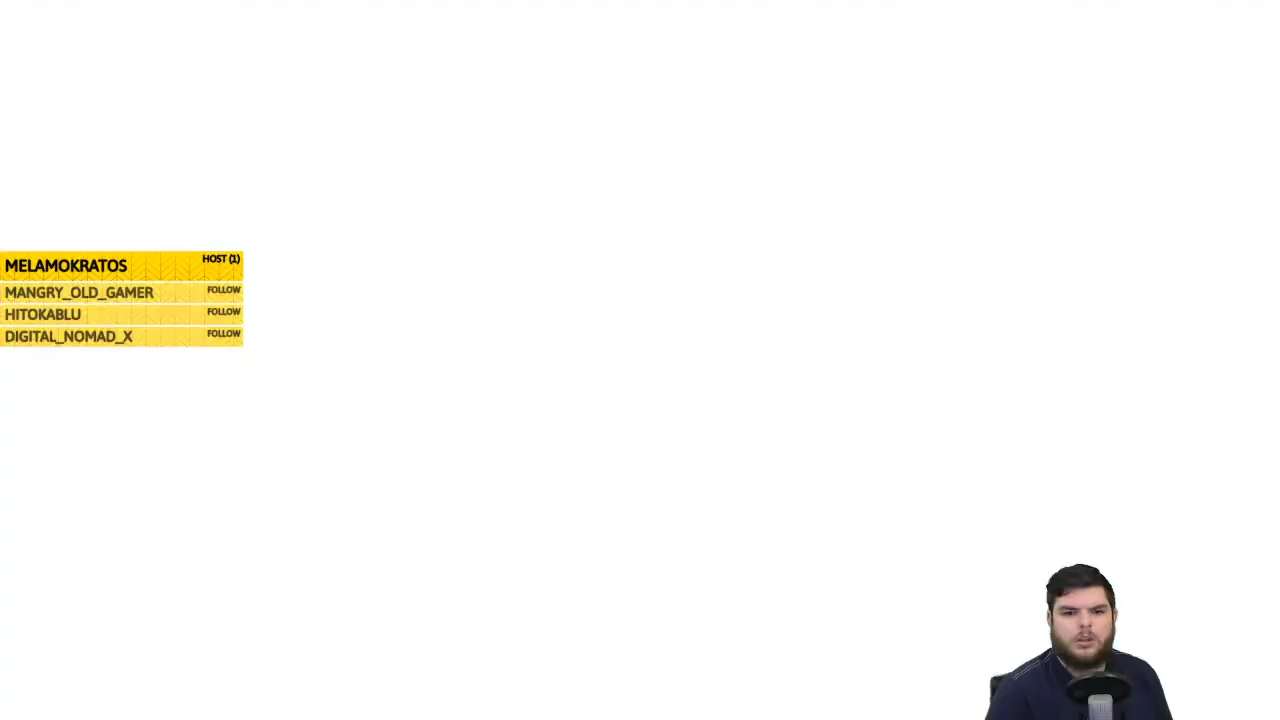 MELAMOKRATOS HOST (1)
MANGRY_OLD_GAMER FOLLOW
HITOKABLU FOLLOW
DIGITAL_NOMAD_X FOLLOW